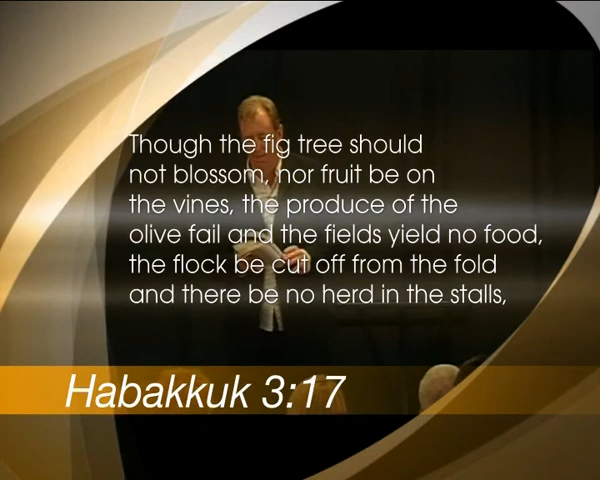 Though the fig tree should
not blossom, nor fruit be on
the vines, the produce of the
olive fail and the fields yield no food,
the flock be cut off from the fold
and there be no herd in the stalls,
Habakkuk 3:17